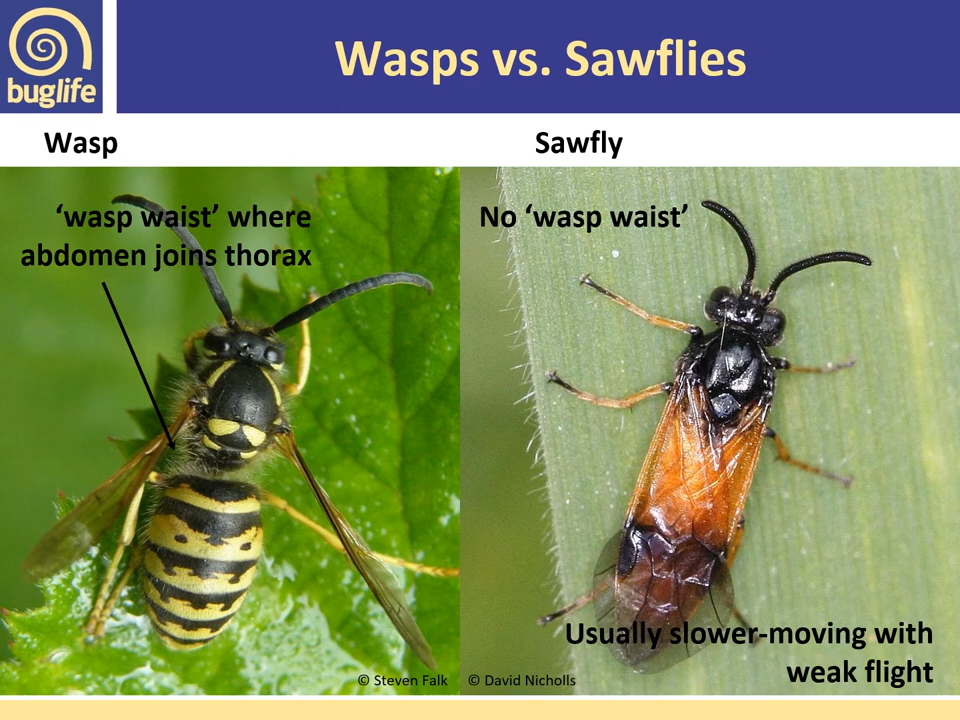 buglife
Wasps vs. Sawflies
Wasp
Sawfly
‘wasp waist’ where
abdomen joins thorax
No ‘wasp waist’
Usually slower-moving with
weak flight
© Steven Falk
© David Nicholls